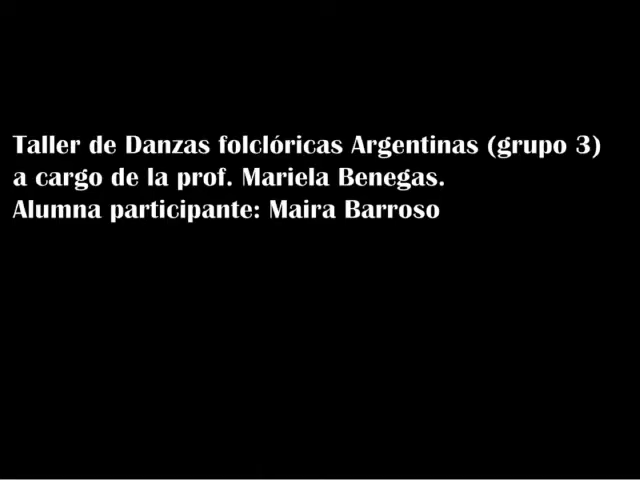 Taller de Danzas folclóricas Argentinas (grupo 3)
a cargo de la prof. Mariela Benegas.
Alumna participante: Maira Barroso